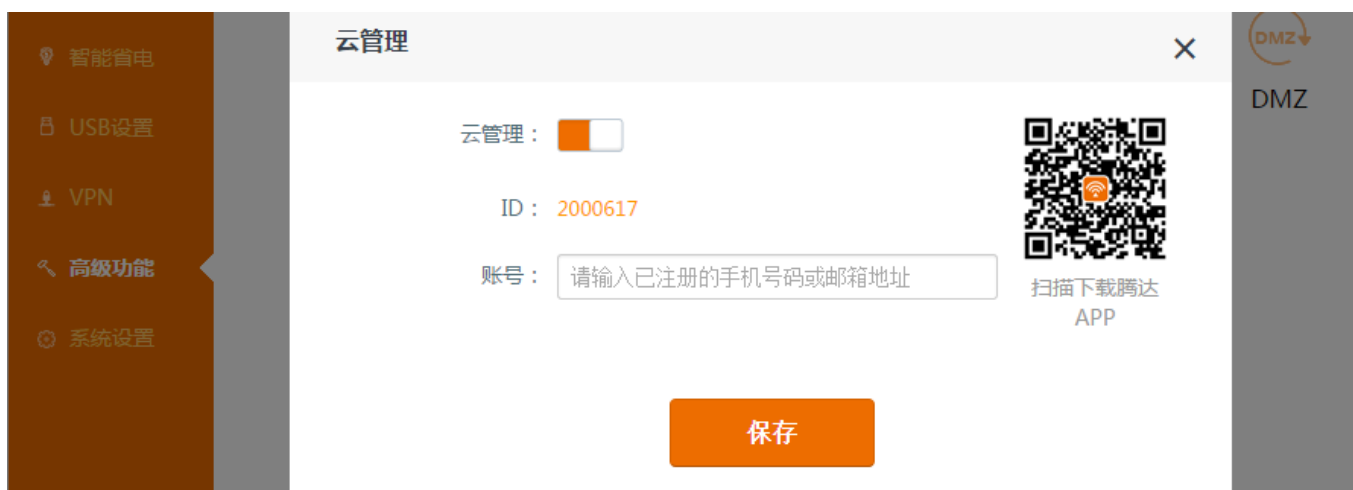 智能省电
USB设置
VPN
高级功能
系统设置
云管理
云管理：
ID： 2000617
账号： 请输入已注册的手机号码或邮箱地址
扫描下载腾达
APP
保存
DMZ
DMZ